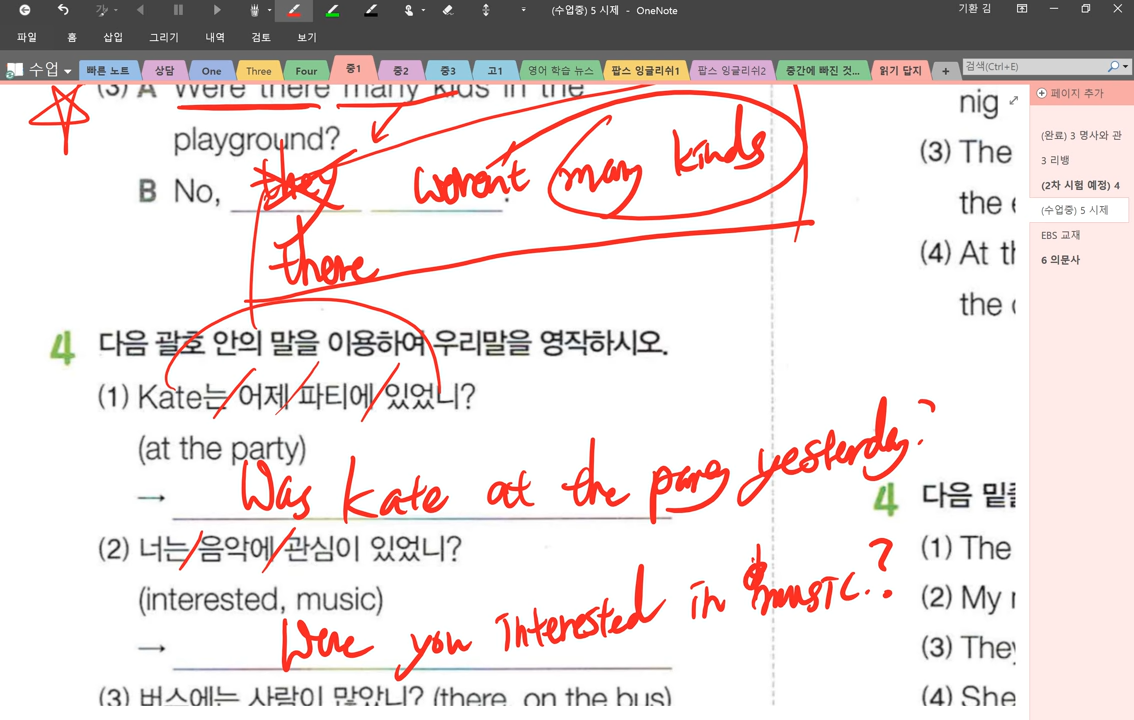 (수업중) 5 시제 - OneNote
기환 김
파일 홈 삽입 그리기 내역 검토 보기
수업 빠른 노트 상담 One Three Four 중1 중2 중3 고1 영어 학습 뉴스 팝스 잉글리쉬1 팝스 잉글리쉬2 중간에 빠진 것... 읽기 답지 + 검색(Ctrl+E)
(3) A Were there many kids in the
playground?
B No, they weren't many kinds.
there
4 다음 괄호 안의 말을 이용하여 우리말을 영작하시오.
(1) Kate는 어제 파티에 있었니?
(at the party)
→ Was Kate at the party yesterday?
(2) 너는 음악에 관심이 있었니?
(interested, music)
→ Were you interested in music?
(3) 버스에는 사람이 많았니? (there, on the bus)
nig
(3) The
the e
(4) At th
the
4 다음 밑줄
(1) The
(2) My
(3) They
(4) She
페이지 추가
(완료) 3 명사와 관
3 리뱅
(2차 시험 예정) 4
(수업중) 5 시제
EBS 교재
6 의문사